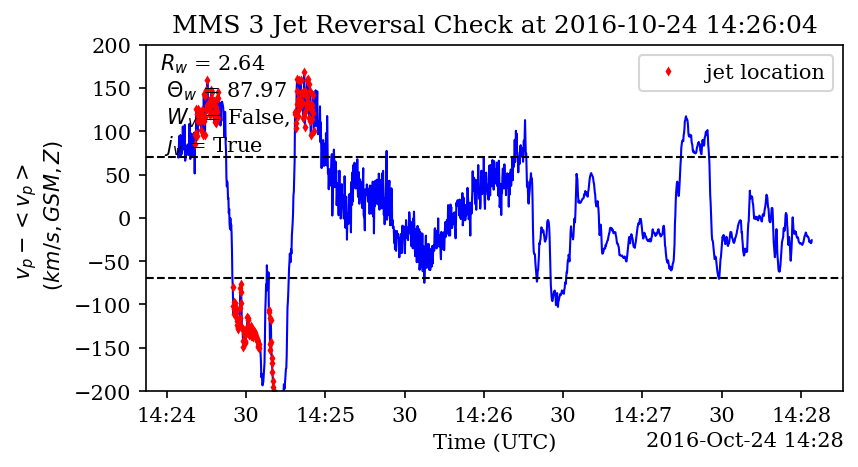 MMS 3 Jet Reversal Check at 2016-10-24 14:26:04
R_w = 2.64
Θ_w = 87.97
W_v = False,
j_v = True
jet location
v_p − <v_p>
(km/s, GSM, Z)
200
150
100
50
0
−50
−100
−150
−200
14:24 30 14:25 30 14:26 30 14:27 30 14:28
Time (UTC)
2016-Oct-24 14:28